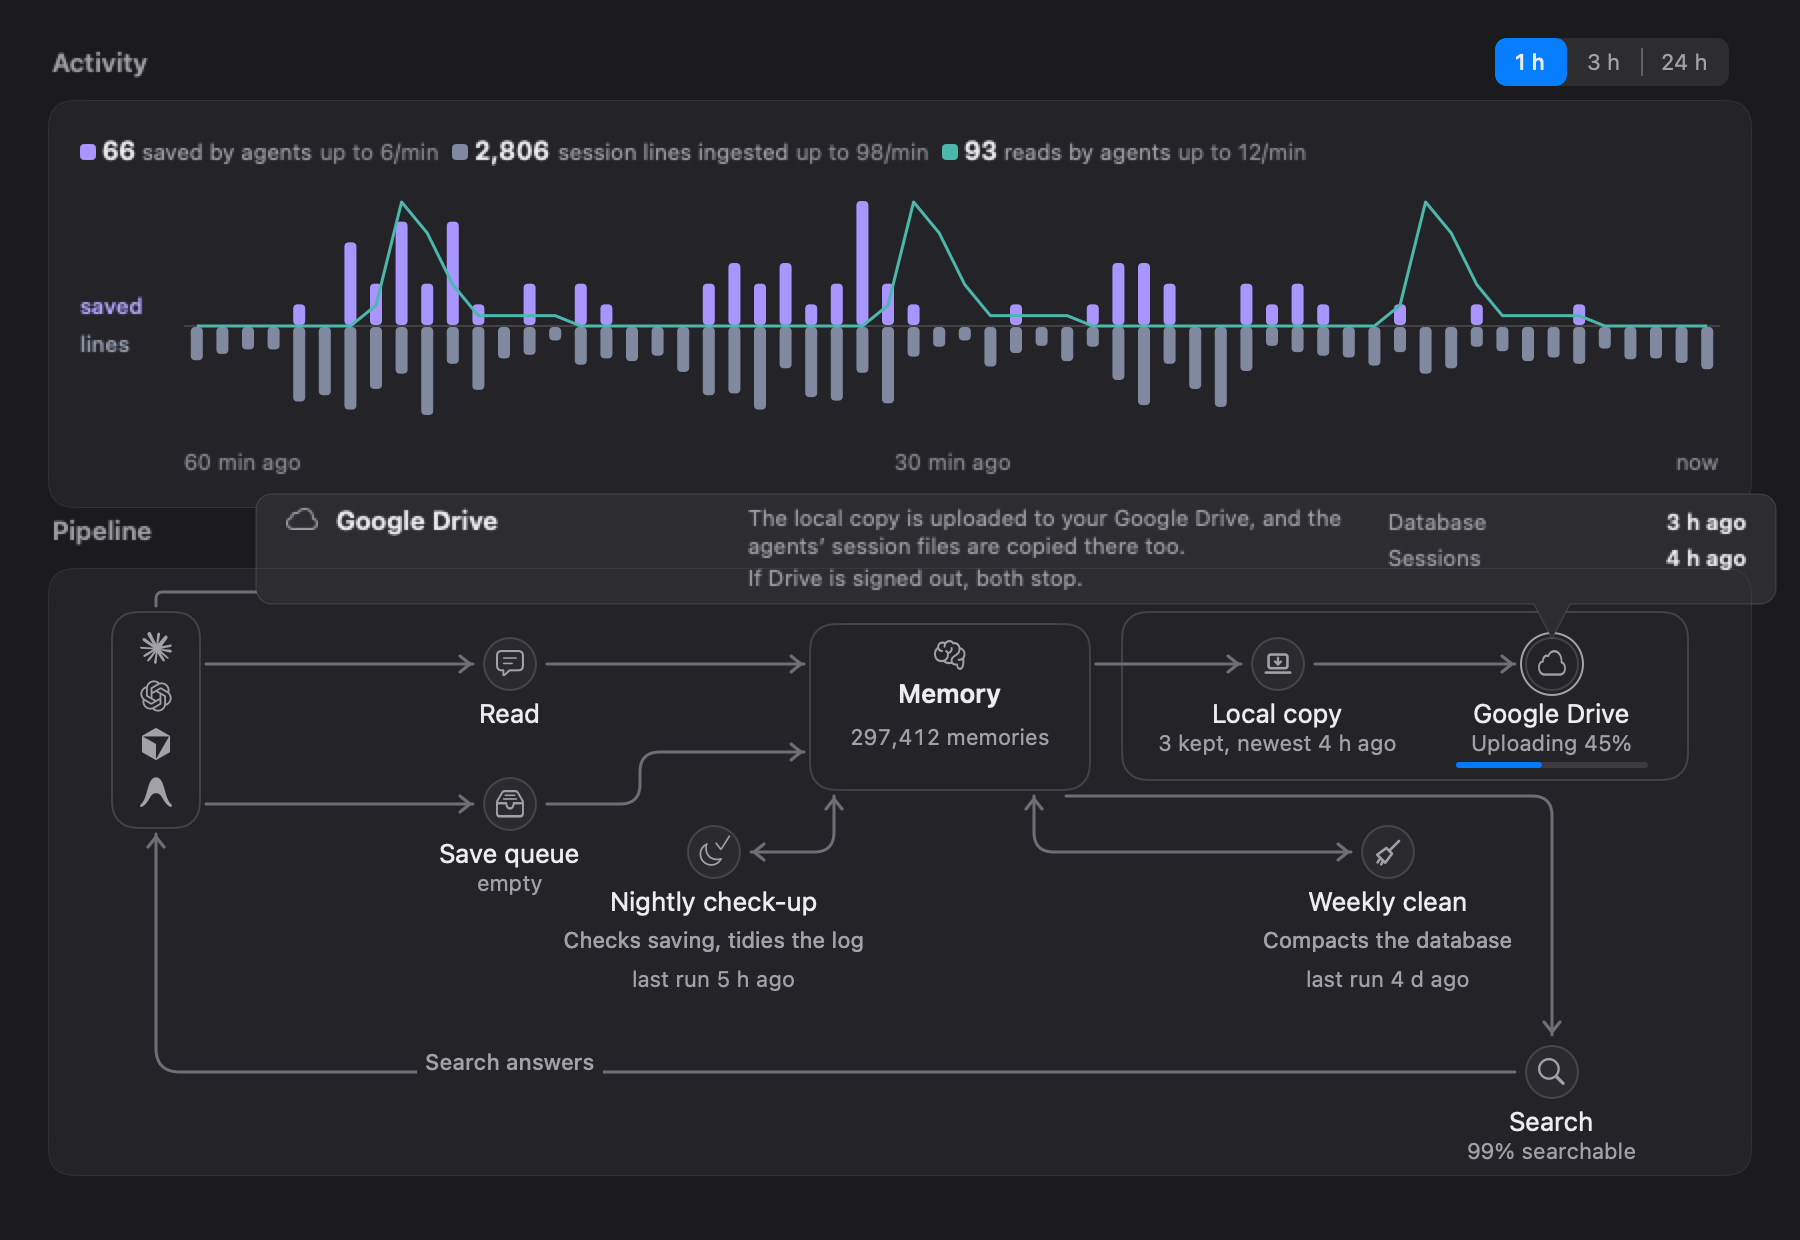 Activity
1 h 3 h 24 h
66 saved by agents up to 6/min 2,806 session lines ingested up to 98/min 93 reads by agents up to 12/min
saved
lines
60 min ago 30 min ago now
Pipeline
Google Drive
The local copy is uploaded to your Google Drive, and the
agents’ session files are copied there too.
If Drive is signed out, both stop.
Database 3 h ago
Sessions 4 h ago
Read
Memory
297,412 memories
Local copy
3 kept, newest 4 h ago
Google Drive
Uploading 45%
Save queue
empty
Nightly check-up
Checks saving, tidies the log
last run 5 h ago
Weekly clean
Compacts the database
last run 4 d ago
Search answers
Search
99% searchable